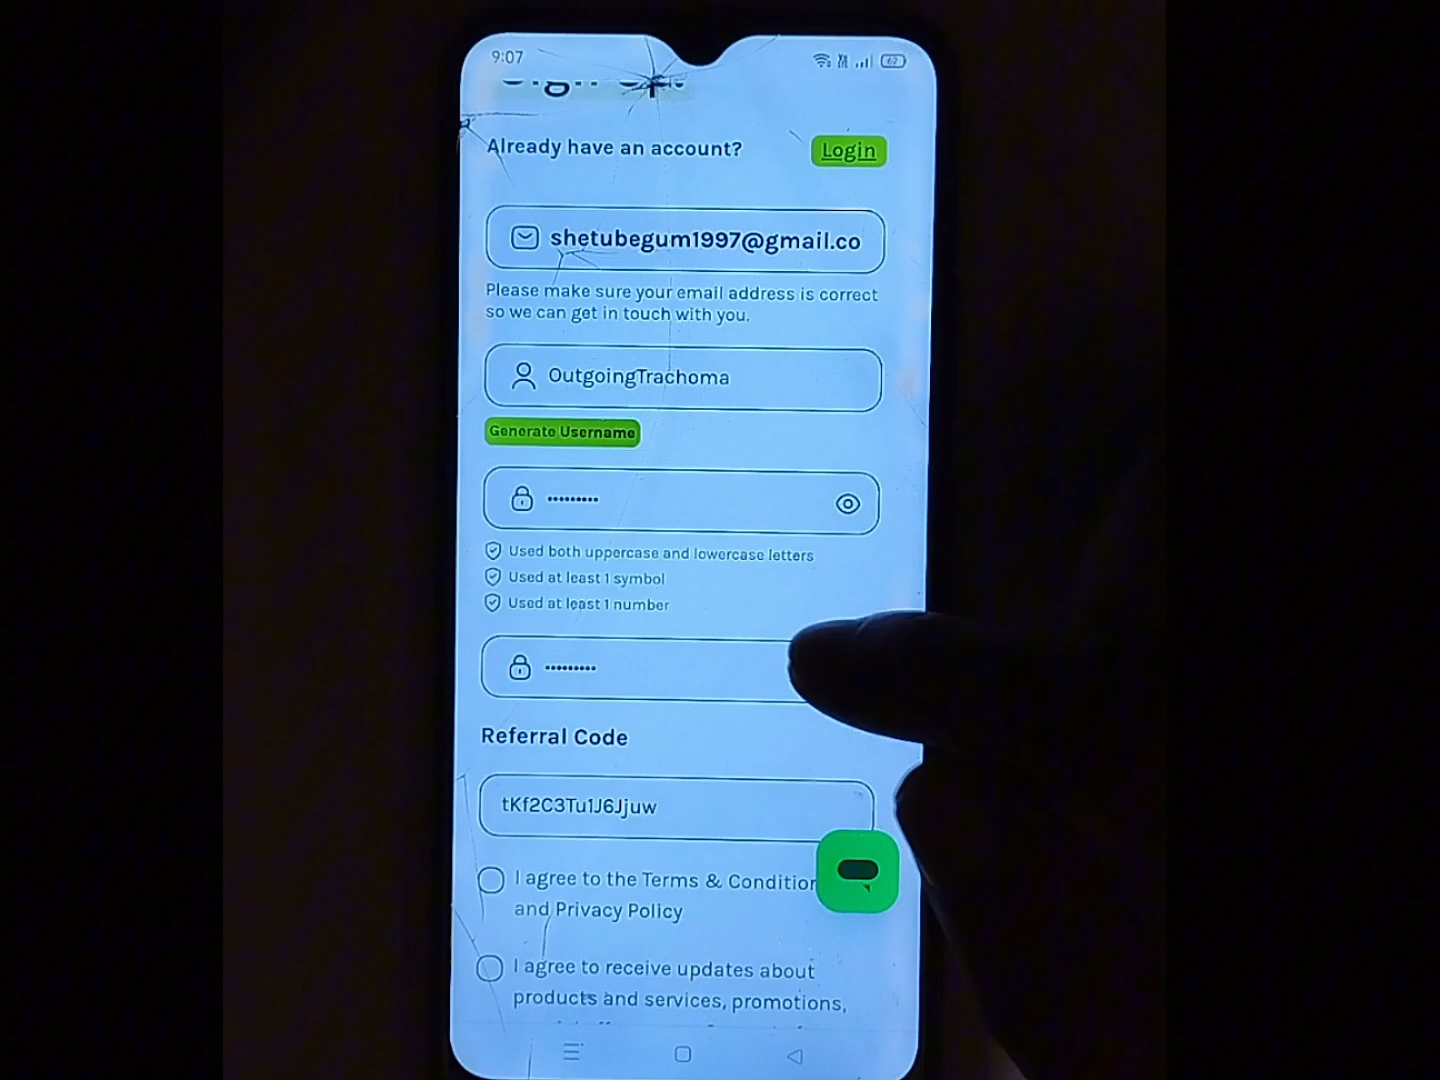 9:07
62
Sign Up
Already have an account?
Login
shetubegum1997@gmail.co
Please make sure your email address is correct
so we can get in touch with you.
OutgoingTrachoma
Generate Username
•••••••••
Used both uppercase and lowercase letters
Used at least 1 symbol
Used at least 1 number
•••••••••
Referral Code
tKf2C3Tu1J6Jjuw
I agree to the Terms & Condition
and Privacy Policy
I agree to receive updates about
products and services, promotions,